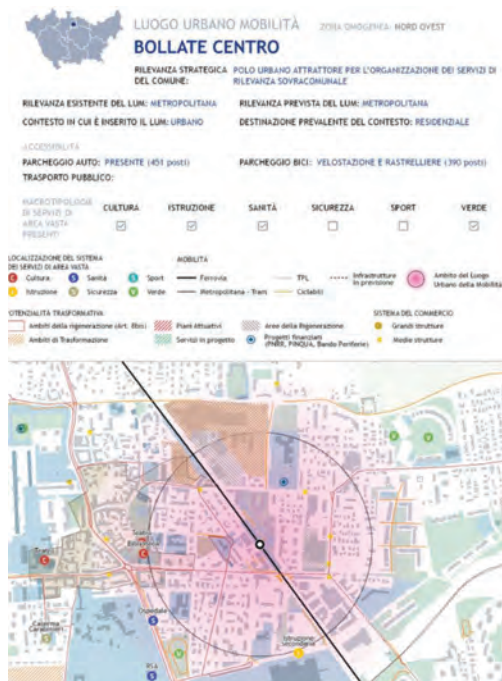 LUOGO URBANO MOBILITÀ ZONA OMOGENEA: NORD OVEST
BOLLATE CENTRO
RILEVANZA STRATEGICA DEL COMUNE: POLO URBANO ATTRATTORE PER L'ORGANIZZAZIONE DEI SERVIZI DI RILEVANZA SOVRACOMUNALE
RILEVANZA ESISTENTE DEL LUM: METROPOLITANA RILEVANZA PREVISTA DEL LUM: METROPOLITANA
CONTESTO IN CUI È INSERITO IL LUM: URBANO DESTINAZIONE PREVALENTE DEL CONTESTO: RESIDENZIALE
ACCESSIBILITÀ
PARCHEGGIO AUTO: PRESENTE (451 posti) PARCHEGGIO BICI: VELOSTAZIONE E RASTRELLIERE (390 posti)
TRASPORTO PUBBLICO:
MACROTIPOLOGIE DI SERVIZI DI AREA VASTA PRESENTI
CULTURA ISTRUZIONE SANITÀ SICUREZZA SPORT VERDE
LOCALIZZAZIONE DEL SISTEMA DEI SERVIZI DI AREA VASTA
C Cultura S Sanità S Sport
I Istruzione S Sicurezza V Verde
MOBILITÀ
Ferrovia TPL Infrastrutture in previsione Ambito del Luogo Urbano della Mobilità
Metropolitana - Tram Ciclabili
POTENZIALITÀ TRASFORMATIVA
Ambiti della rigenerazione (Art. 8bis) Piani Attuativi Aree della Rigenerazione
Ambiti di Trasformazione Servizi in progetto Progetti finanziati (PNRR, PINQUA, Bando Periferie)
SISTEMA DEL COMMERCIO
Grandi strutture
Medie strutture
V
V
C
Teatro
C
Caserma Carabinieri
S
Ospedale
S
V
Istruzione Secondaria
RSA
S